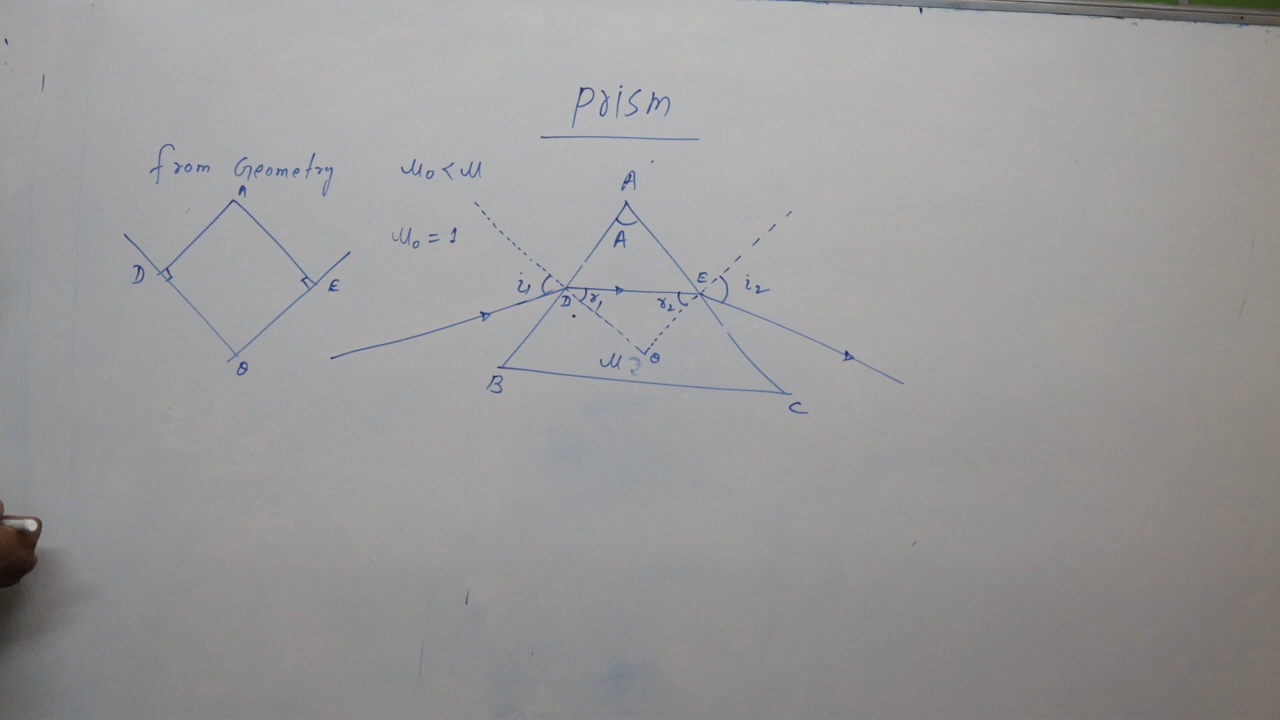 Prism
from Geometry
μ₀ < μ
μ₀ = 1
A
D
E
O
A
A
i₁
D
r₁
r₂
E
i₂
μ
O
B
C